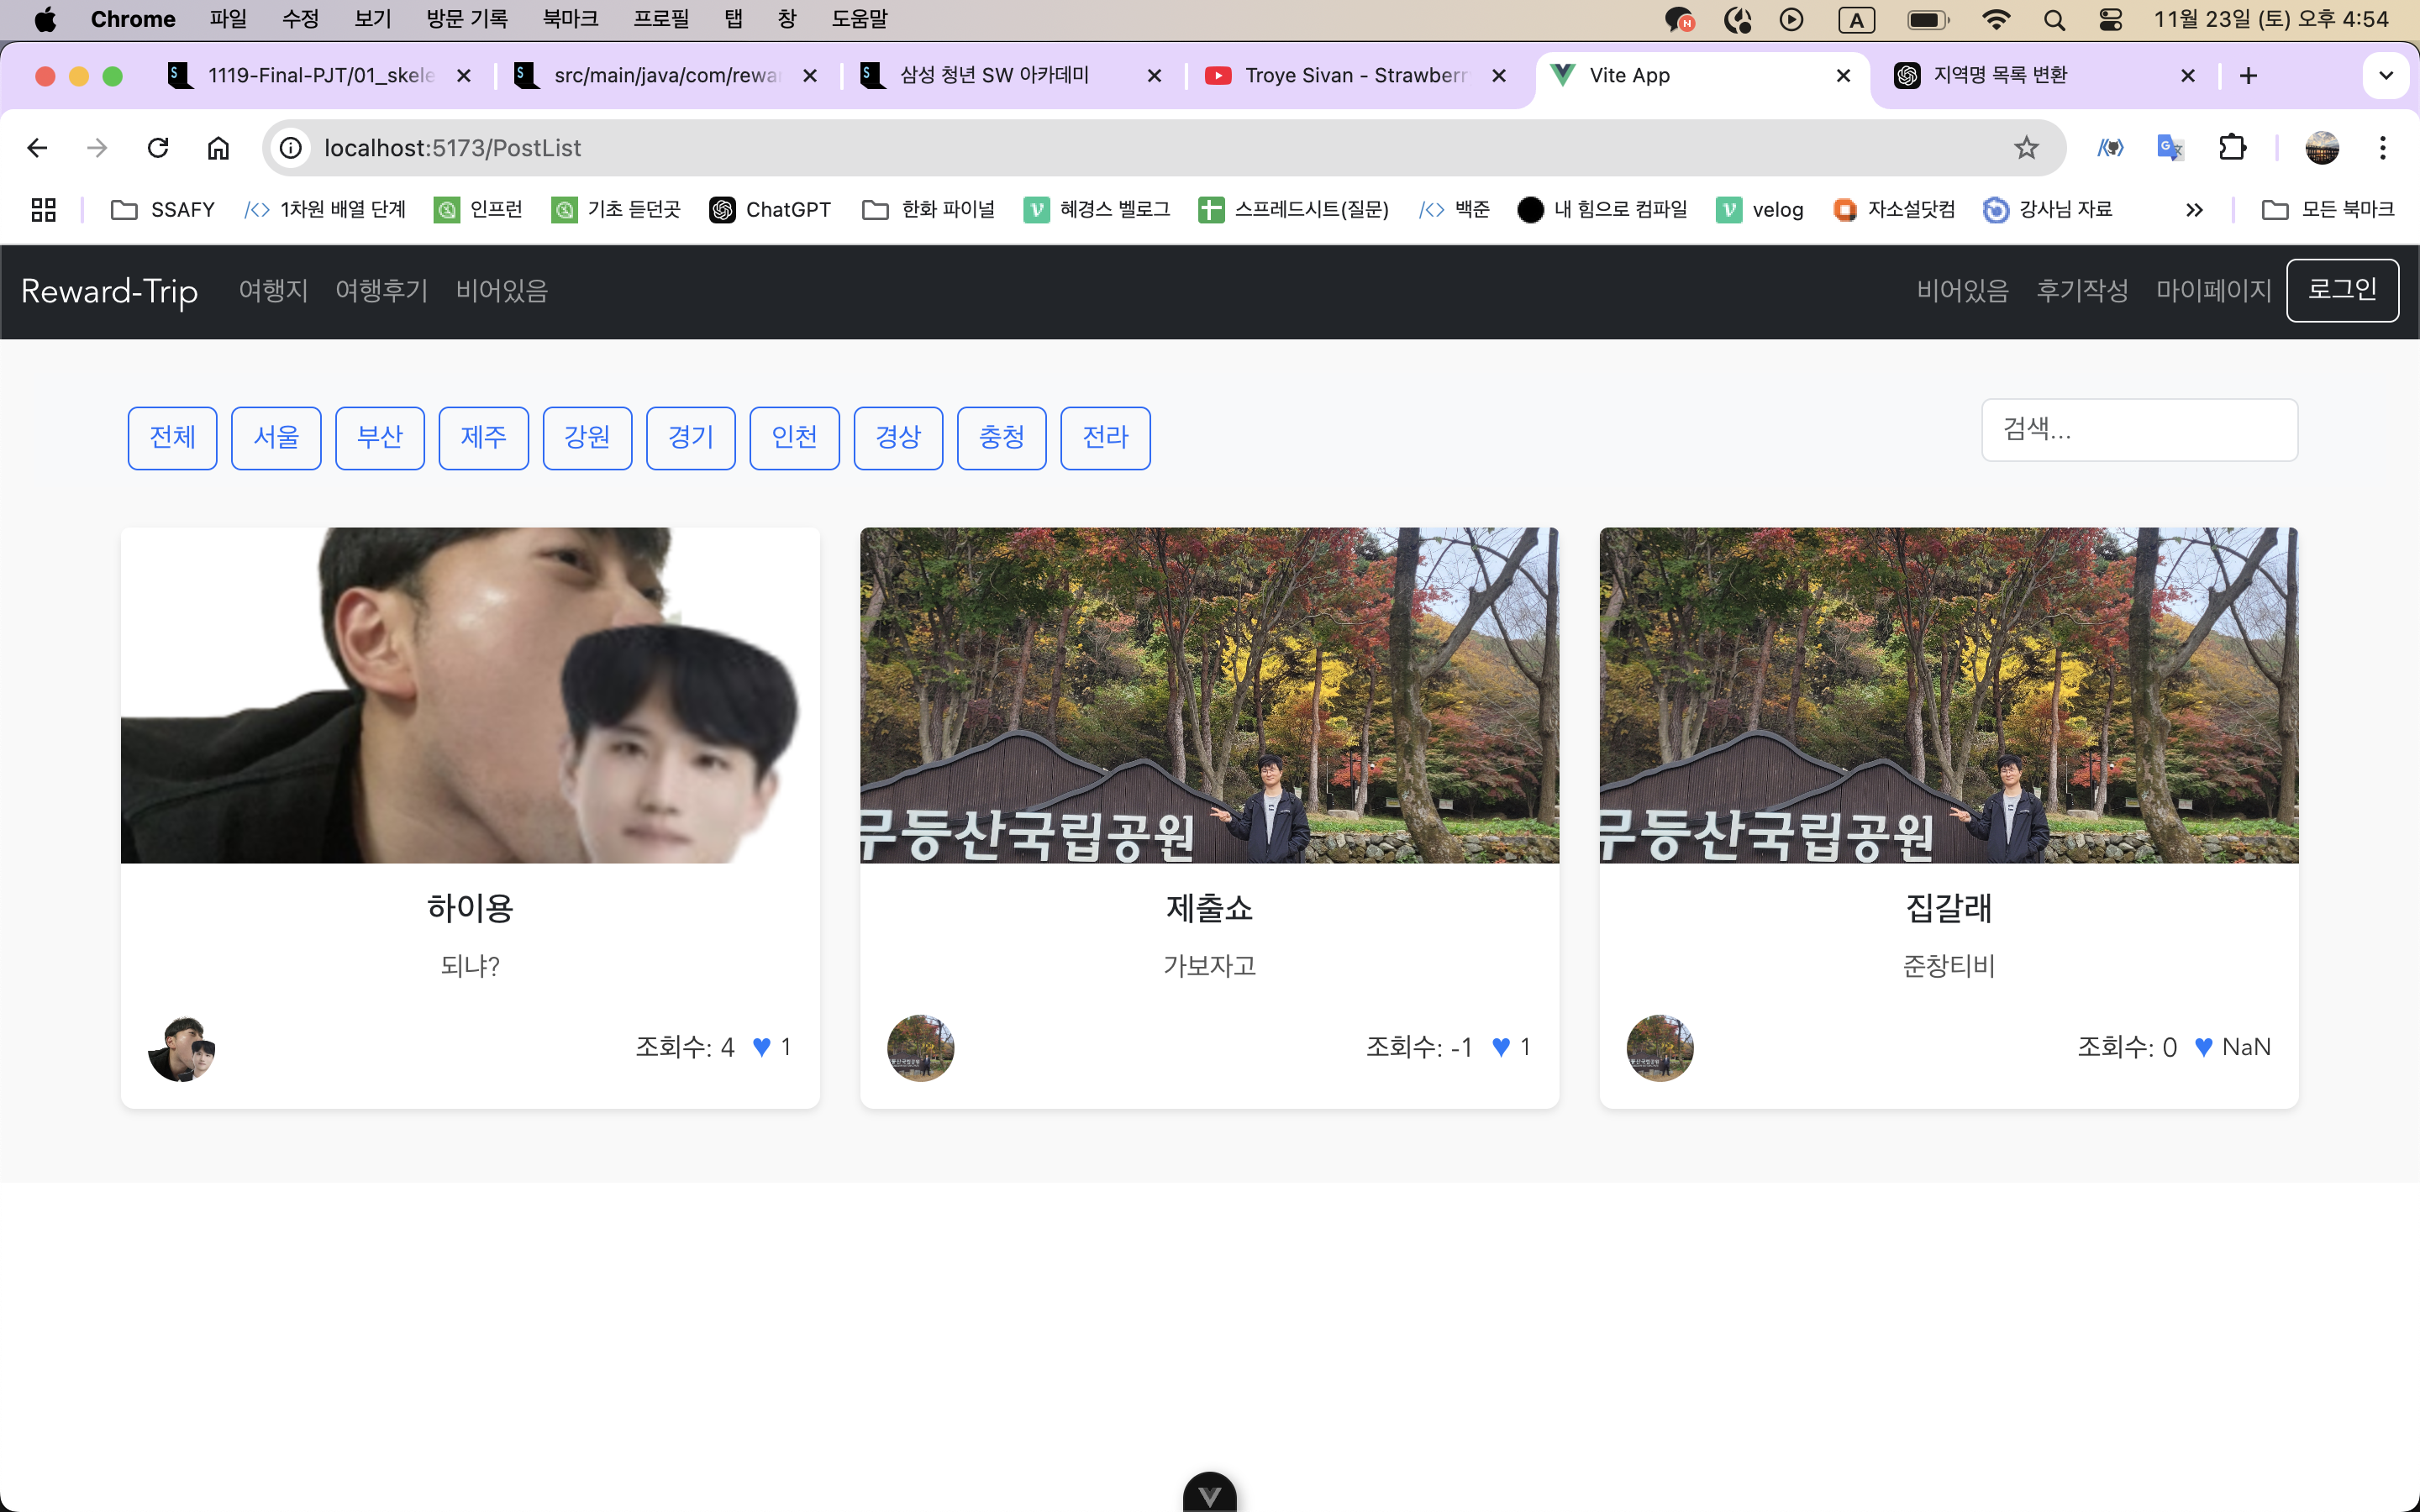 Chrome 파일 수정 보기 방문 기록 북마크 프로필 탭 창 도움말 N A 11월 23일 (토) 오후 4:54
1119-Final-PJT/01_skele src/main/java/com/rewa 삼성 청년 SW 아카데미 Troye Sivan - Strawberr Vite App 지역명 목록 변환
localhost:5173/PostList
SSAFY 1차원 배열 단계 인프런 기초 듣던곳 ChatGPT 한화 파이널 혜경스 벨로그 스프레드시트(질문) 백준 내 힘으로 컴파일 velog 자소설닷컴 강사님 자료 모든 북마크
Reward-Trip 여행지 여행후기 비어있음 비어있음 후기작성 마이페이지 로그인
전체 서울 부산 제주 강원 경기 인천 경상 충청 전라 검색...
무등산국립공원 무등산국립공원
하이용 제출쇼 집갈래
되냐? 가보자고 준창티비
조회수: 4 ♥ 1 조회수: -1 ♥ 1 조회수: 0 ♥ NaN